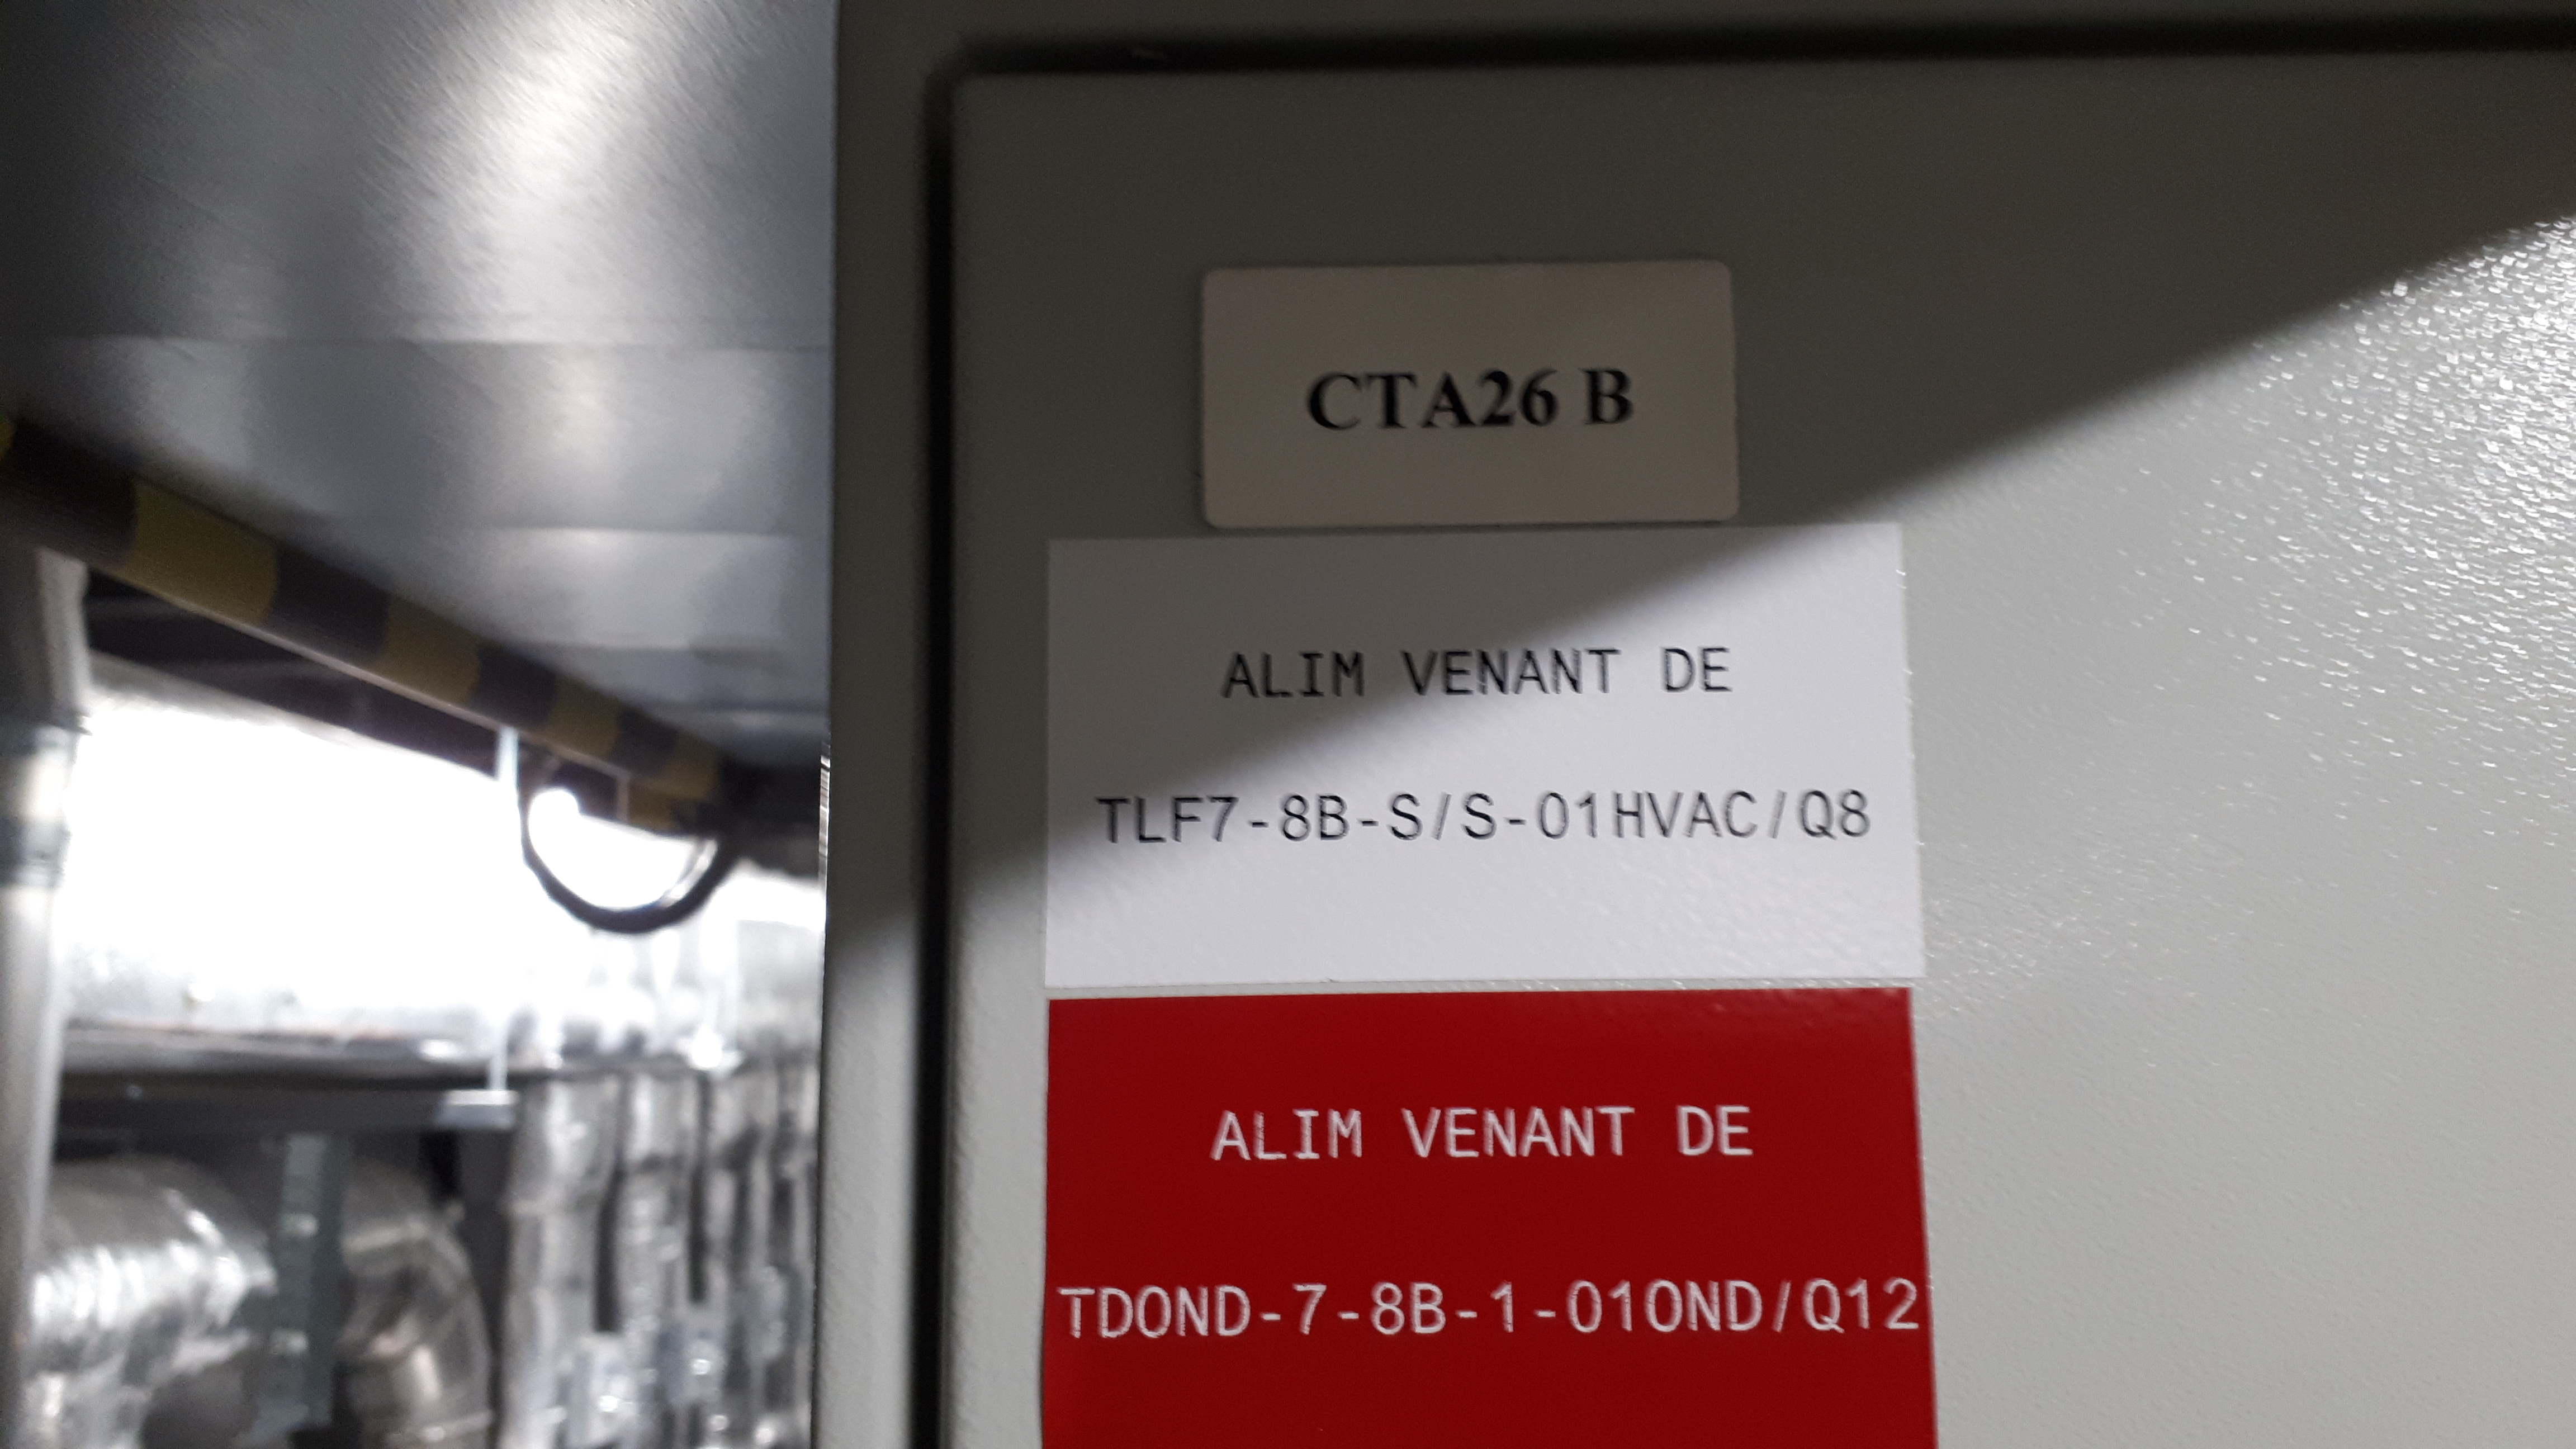 CTA26 B
ALIM VENANT DE
TLF7-8B-S/S-01HVAC/Q8
ALIM VENANT DE
TDOND-7-8B-1-01OND/Q12